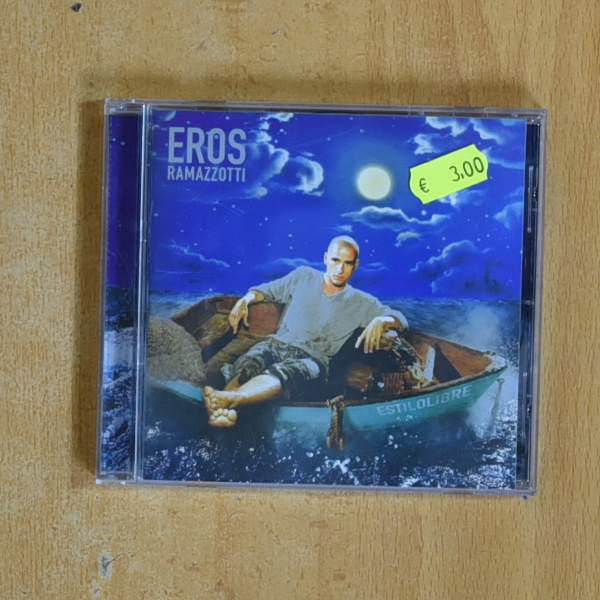 EROS
RAMAZZOTTI
€ 3,00
ESTILOLIBRE